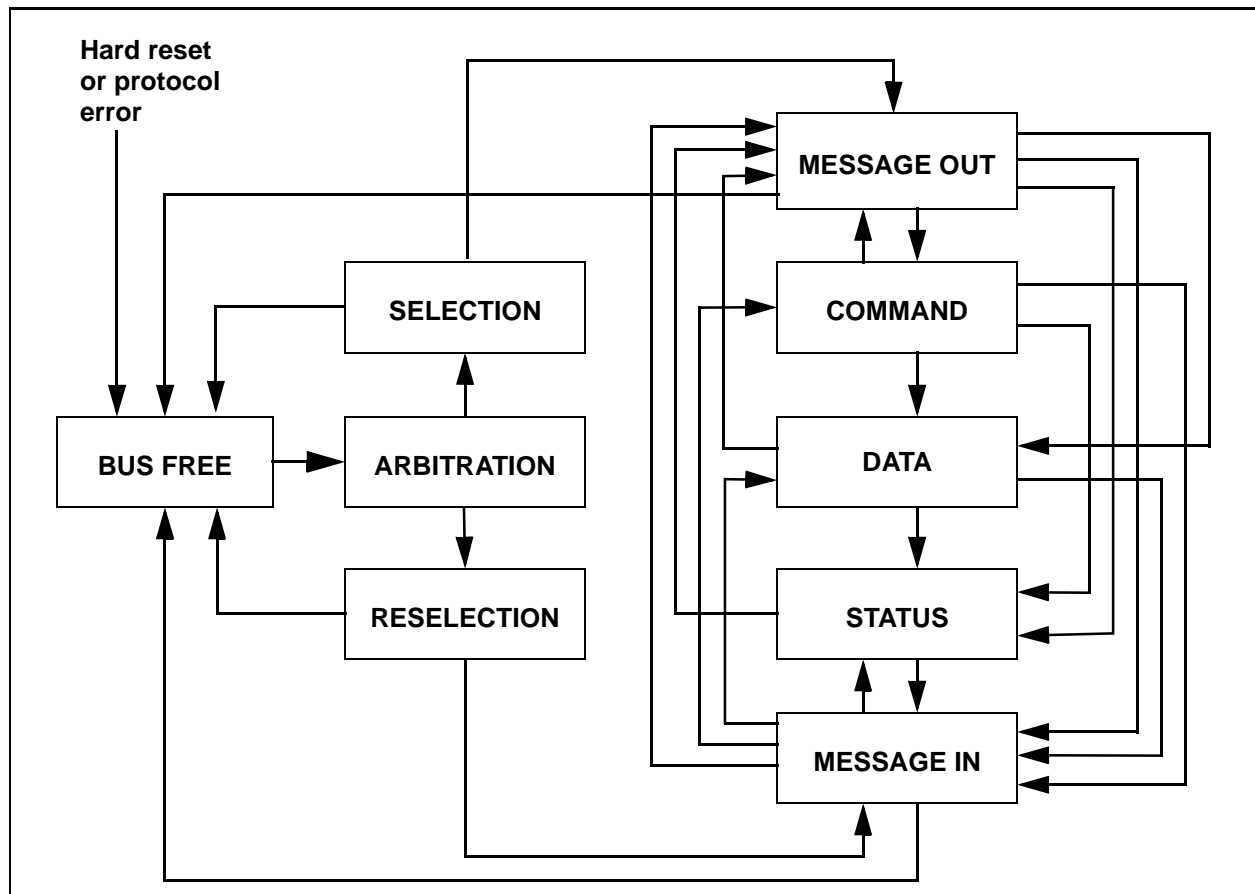 Hard reset
or protocol
error
MESSAGE OUT
SELECTION
COMMAND
BUS FREE
ARBITRATION
DATA
RESELECTION
STATUS
MESSAGE IN